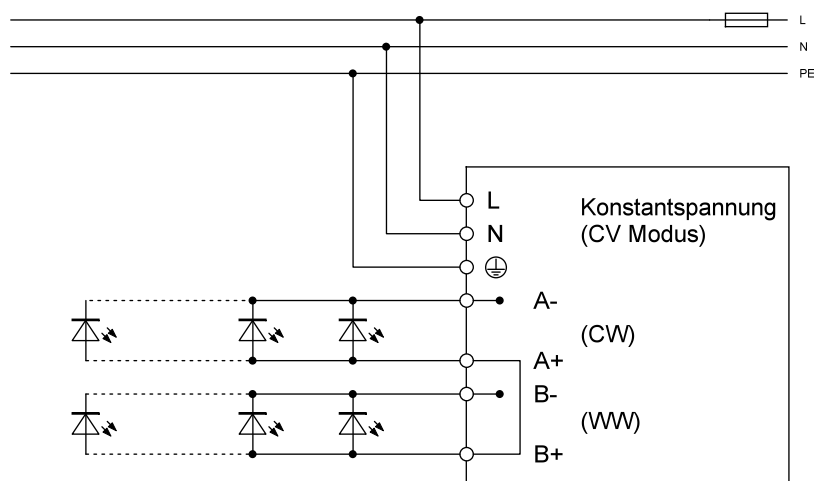 L
N
PE
L
N
Konstantspannung
(CV Modus)
A-
(CW)
A+
B-
(WW)
B+